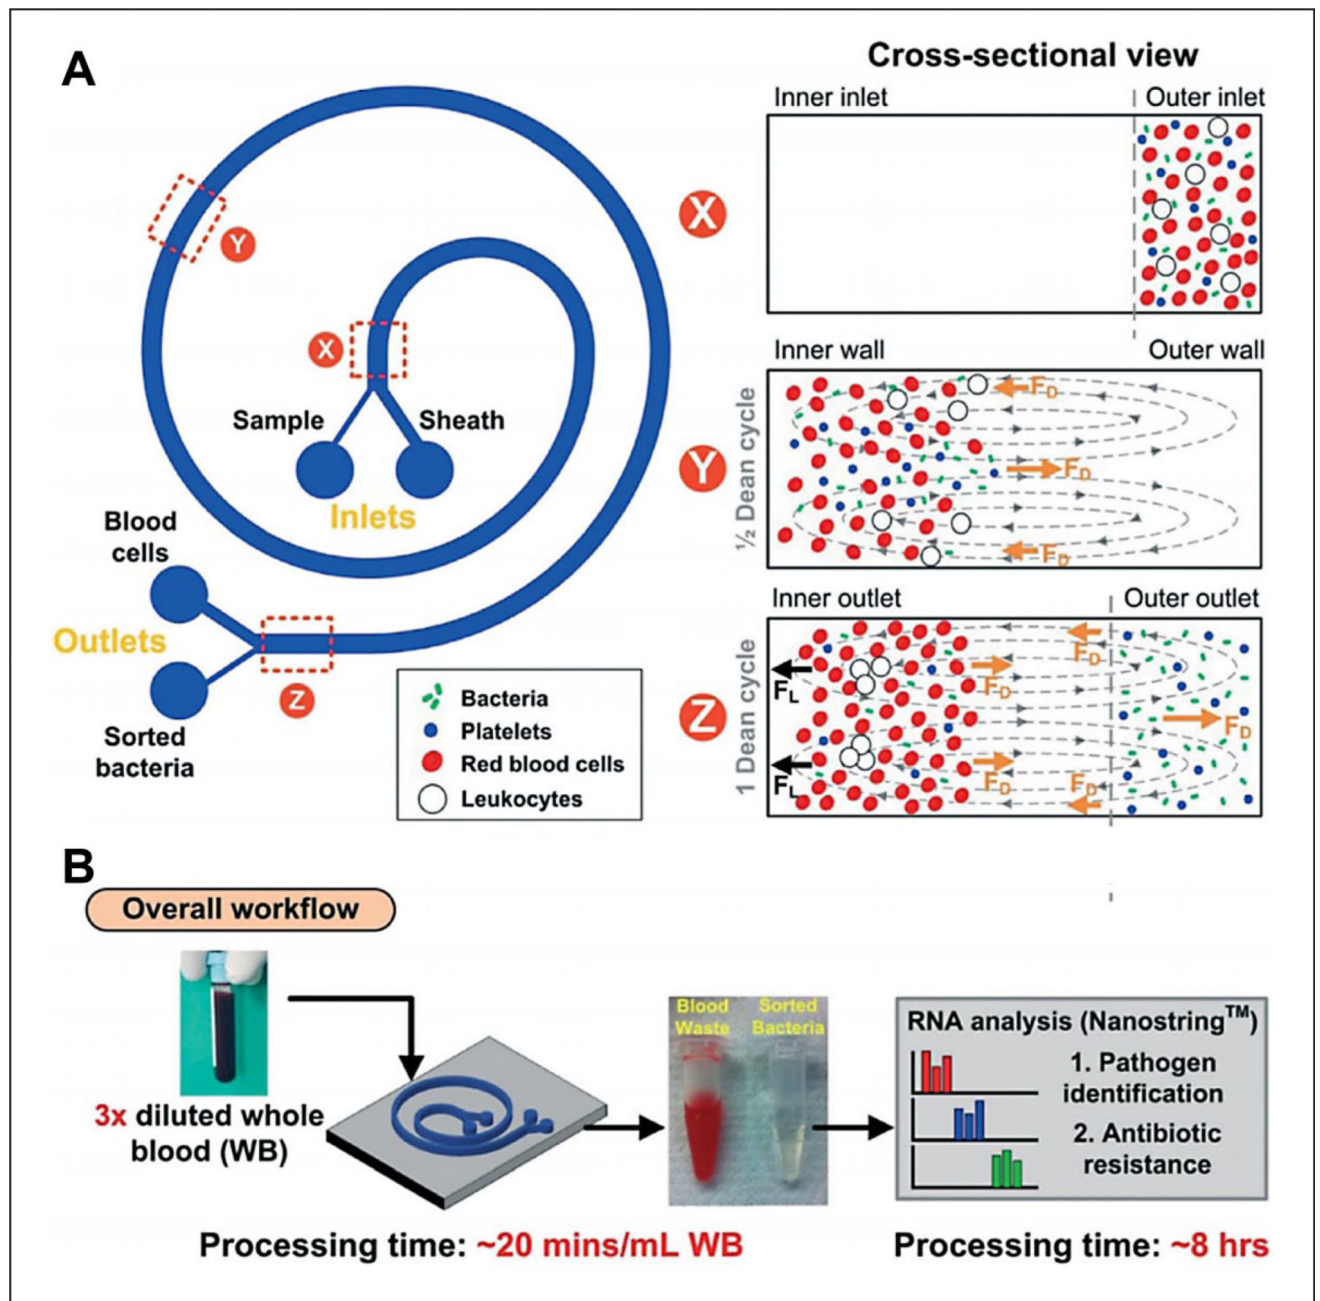 A
Cross-sectional view
Inner inlet
Outer inlet
X
Y
X
Sample
Sheath
Inlets
Blood
cells
Outlets
Sorted
bacteria
Z
Bacteria
Platelets
Red blood cells
Leukocytes
Inner wall
Outer wall
½ Dean cycle
Y
FD
FD
FD
Inner outlet
Outer outlet
1 Dean cycle
Z
FD
FL
FD
FD
FL
FD
FD
B
Overall workflow
3x diluted whole
blood (WB)
Blood
Waste
Sorted
Bacteria
RNA analysis (Nanostring™)
1. Pathogen
identification
2. Antibiotic
resistance
Processing time: ~20 mins/mL WB
Processing time: ~8 hrs